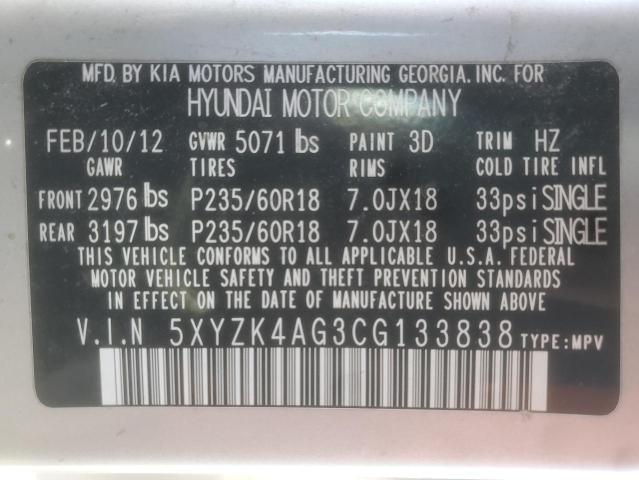 MFD. BY KIA MOTORS MANUFACTURING GEORGIA. INC. FOR
HYUNDAI MOTOR COMPANY
FEB/10/12 GVWR 5071 lbs PAINT 3D TRIM HZ
GAWR TIRES RIMS COLD TIRE INFL
FRONT 2976 lbs P235/60R18 7.0JX18 33psi SINGLE
REAR 3197 lbs P235/60R18 7.0JX18 33psi SINGLE
THIS VEHICLE CONFORMS TO ALL APPLICABLE U.S.A. FEDERAL
MOTOR VEHICLE SAFETY AND THEFT PREVENTION STANDARDS
IN EFFECT ON THE DATE OF MANUFACTURE SHOWN ABOVE.
V.I.N 5XYZK4AG3CG133838 TYPE:MPV